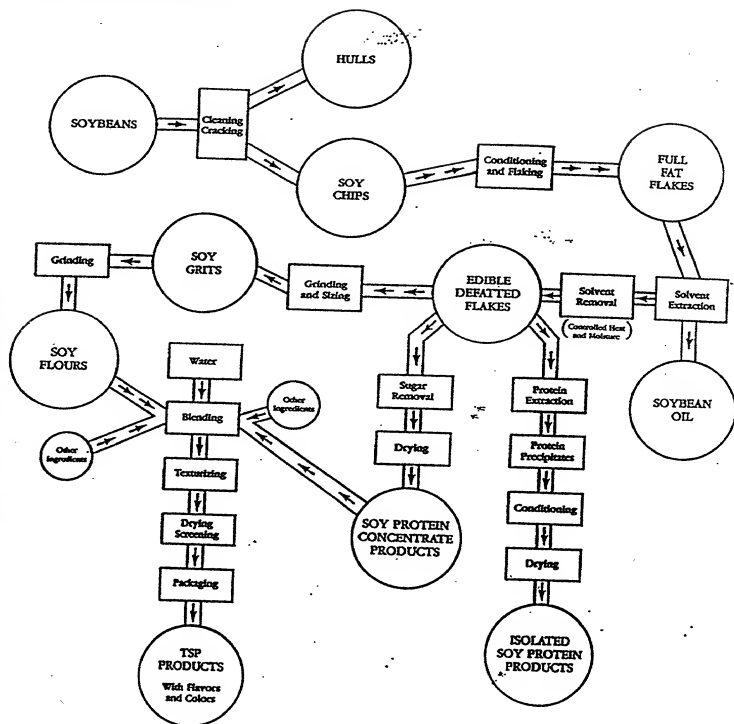 HULLS
SOYBEANS
Cleaning
Cracking
SOY
CHIPS
Conditioning
and Flaking
FULL
FAT
FLAKES
Grinding
SOY
GRITS
Grinding
and Sizing
EDIBLE
DEFATTED
FLAKES
Solvent
Removal
(Controlled Heat
and Moisture)
Solvent
Extraction
SOY
FLOURS
Water
Other
Ingredients
Blending
Other
Ingredients
Sugar
Removal
Protein
Extraction
SOYBEAN
OIL
Texturizing
Drying
Protein
Precipitates
Drying
Screening
SOY PROTEIN
CONCENTRATE
PRODUCTS
Conditioning
Packaging
Drying
TSP
PRODUCTS
With Flavors
and Colors
ISOLATED
SOY PROTEIN
PRODUCTS